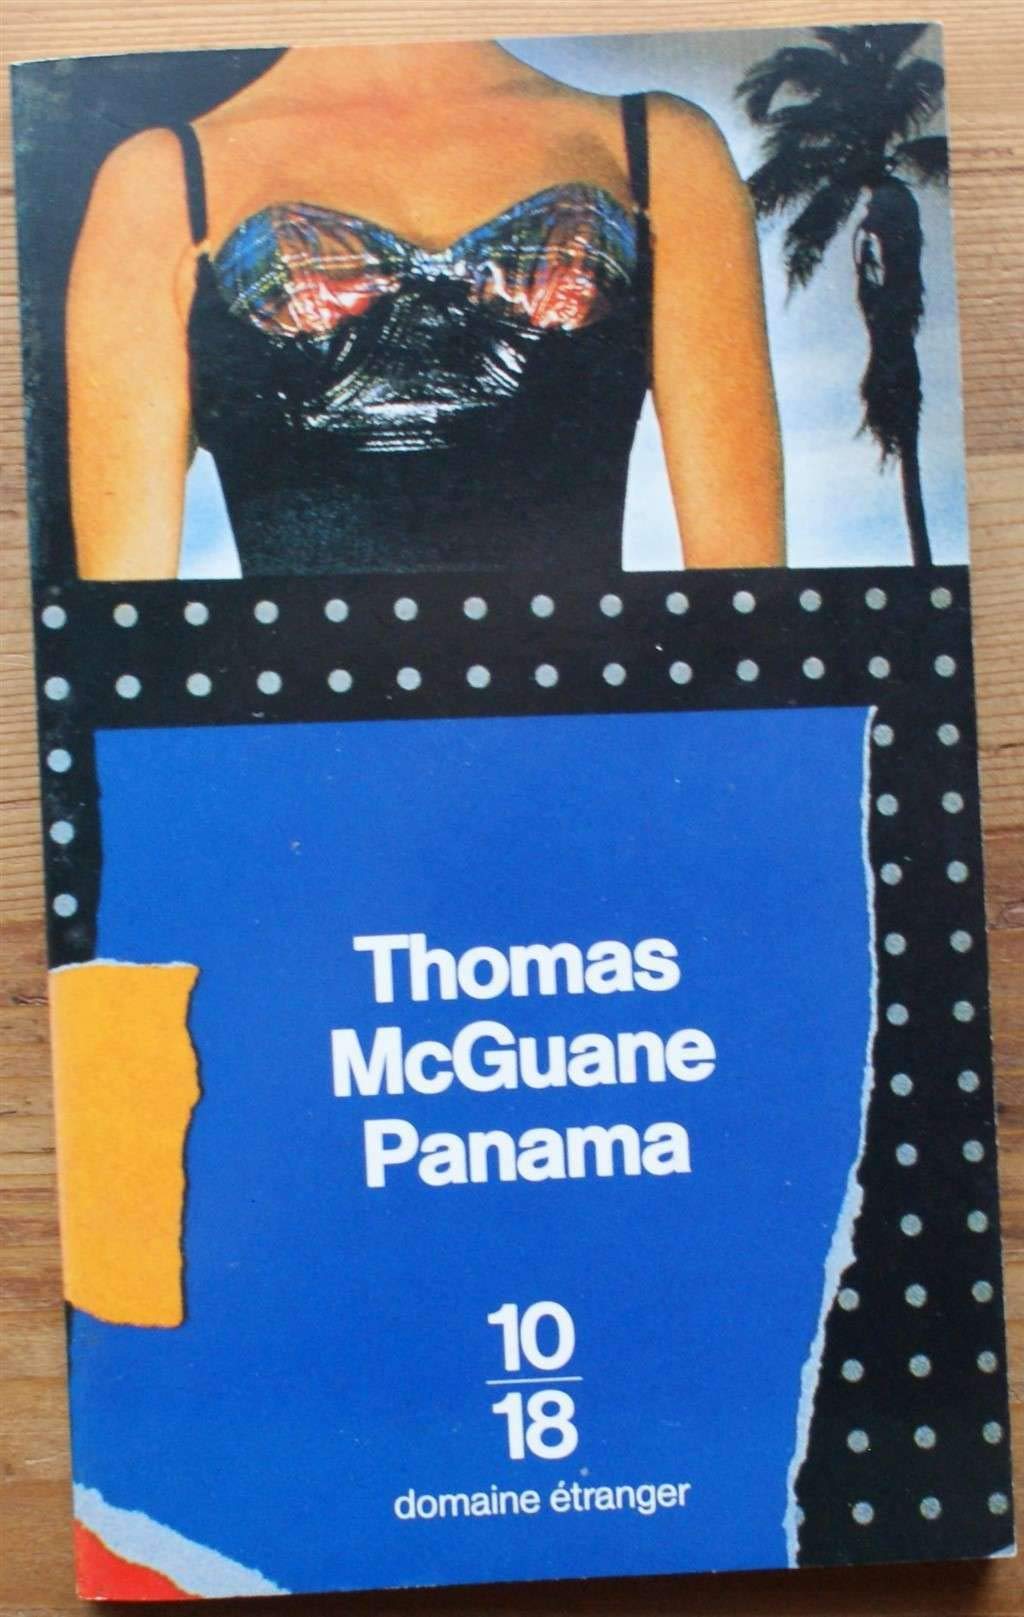 Thomas
McGuane
Panama
10
18
domaine étranger